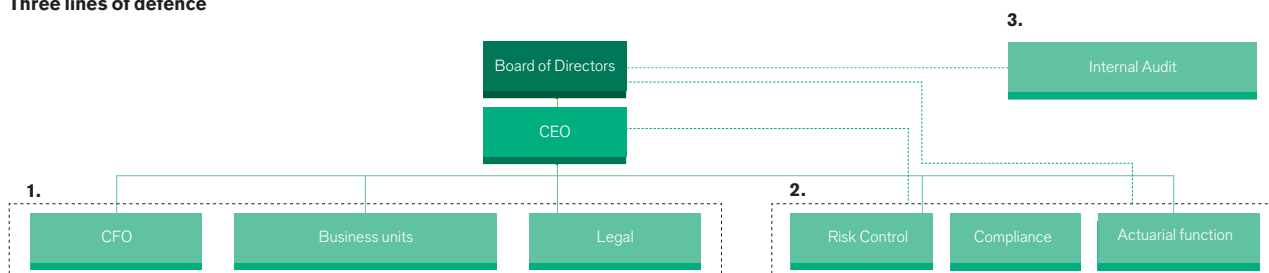 Three lines of defence
3.
Board of Directors
Internal Audit
CEO
1.
2.
CFO
Business units
Legal
Risk Control
Compliance
Actuarial function